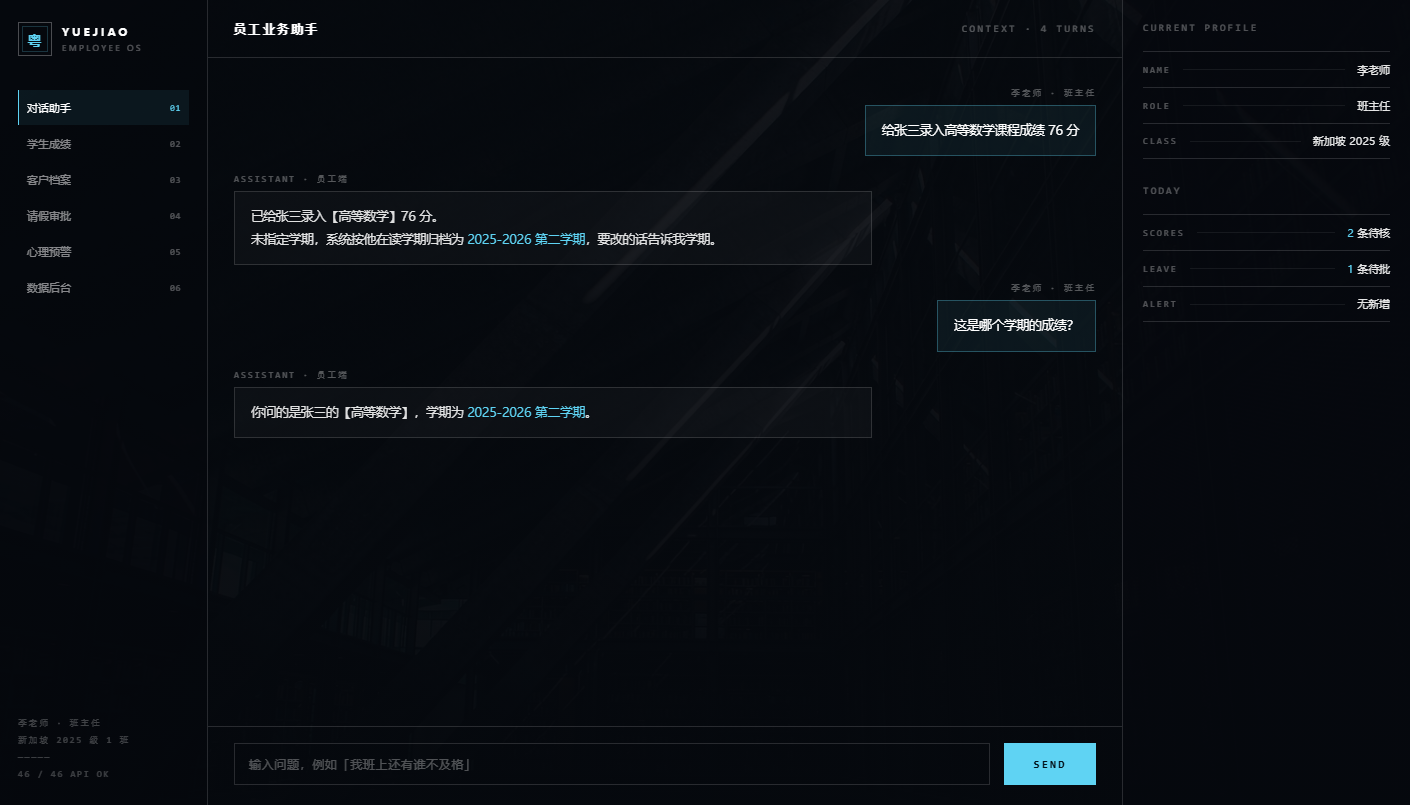 粤
YUEJIAO
EMPLOYEE OS
对话助手 01
学生成绩 02
客户档案 03
请假审批 04
心理预警 05
数据后台 06
李老师 · 班主任
新加坡 2025 级 1 班
—————
46 / 46 API OK
员工业务助手
CONTEXT · 4 TURNS
李老师 · 班主任
给张三录入高等数学课程成绩 76 分
ASSISTANT · 员工端
已给张三录入【高等数学】76 分。
未指定学期，系统按他在读学期归档为 2025-2026 第二学期，要改的话告诉我学期。
李老师 · 班主任
这是哪个学期的成绩？
ASSISTANT · 员工端
你问的是张三的【高等数学】，学期为 2025-2026 第二学期。
输入问题，例如「我班上还有谁不及格」
SEND
CURRENT PROFILE
NAME 李老师
ROLE 班主任
CLASS 新加坡 2025 级
TODAY
SCORES 2 条待核
LEAVE 1 条待批
ALERT 无新增